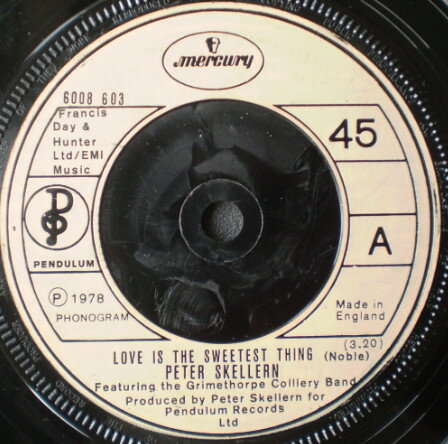 mercury
6008 603
Francis
Day &
Hunter
Ltd/EMI
Music
45
PENDULUM
A
Ⓟ 1978
PHONOGRAM
Made in
England
(3.20)
LOVE IS THE SWEETEST THING (Noble)
PETER SKELLERN
Featuring the Grimethorpe Colliery Band
Produced by Peter Skellern for
Pendulum Records
Ltd